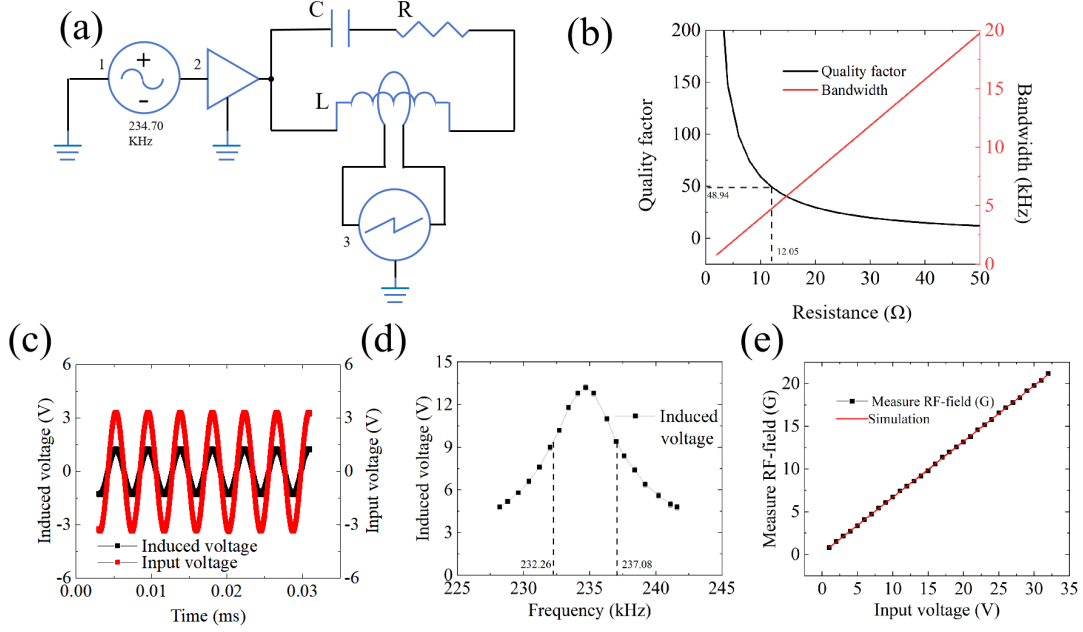 (a)
C
R
1
+
-
2
234.70
KHz
L
3
(b)
200
150
100
50
0
48.94
12.05
Quality factor
Bandwidth
Quality factor
0
10
20
30
40
50
Resistance (Ω)
20
15
10
5
0
Bandwidth (kHz)
(c)
6
3
0
-3
-6
Induced voltage (V)
6
3
0
-3
-6
Input voltage (V)
Induced voltage
Input voltage
0.00
0.01
0.02
0.03
Time (ms)
(d)
15
12
9
6
3
0
Induced voltage (V)
Induced
voltage
232.26
237.08
225
230
235
240
245
Frequency (kHz)
(e)
20
15
10
5
0
Measure RF-field (G)
Measure RF-field (G)
Simulation
0
5
10
15
20
25
30
35
Input voltage (V)